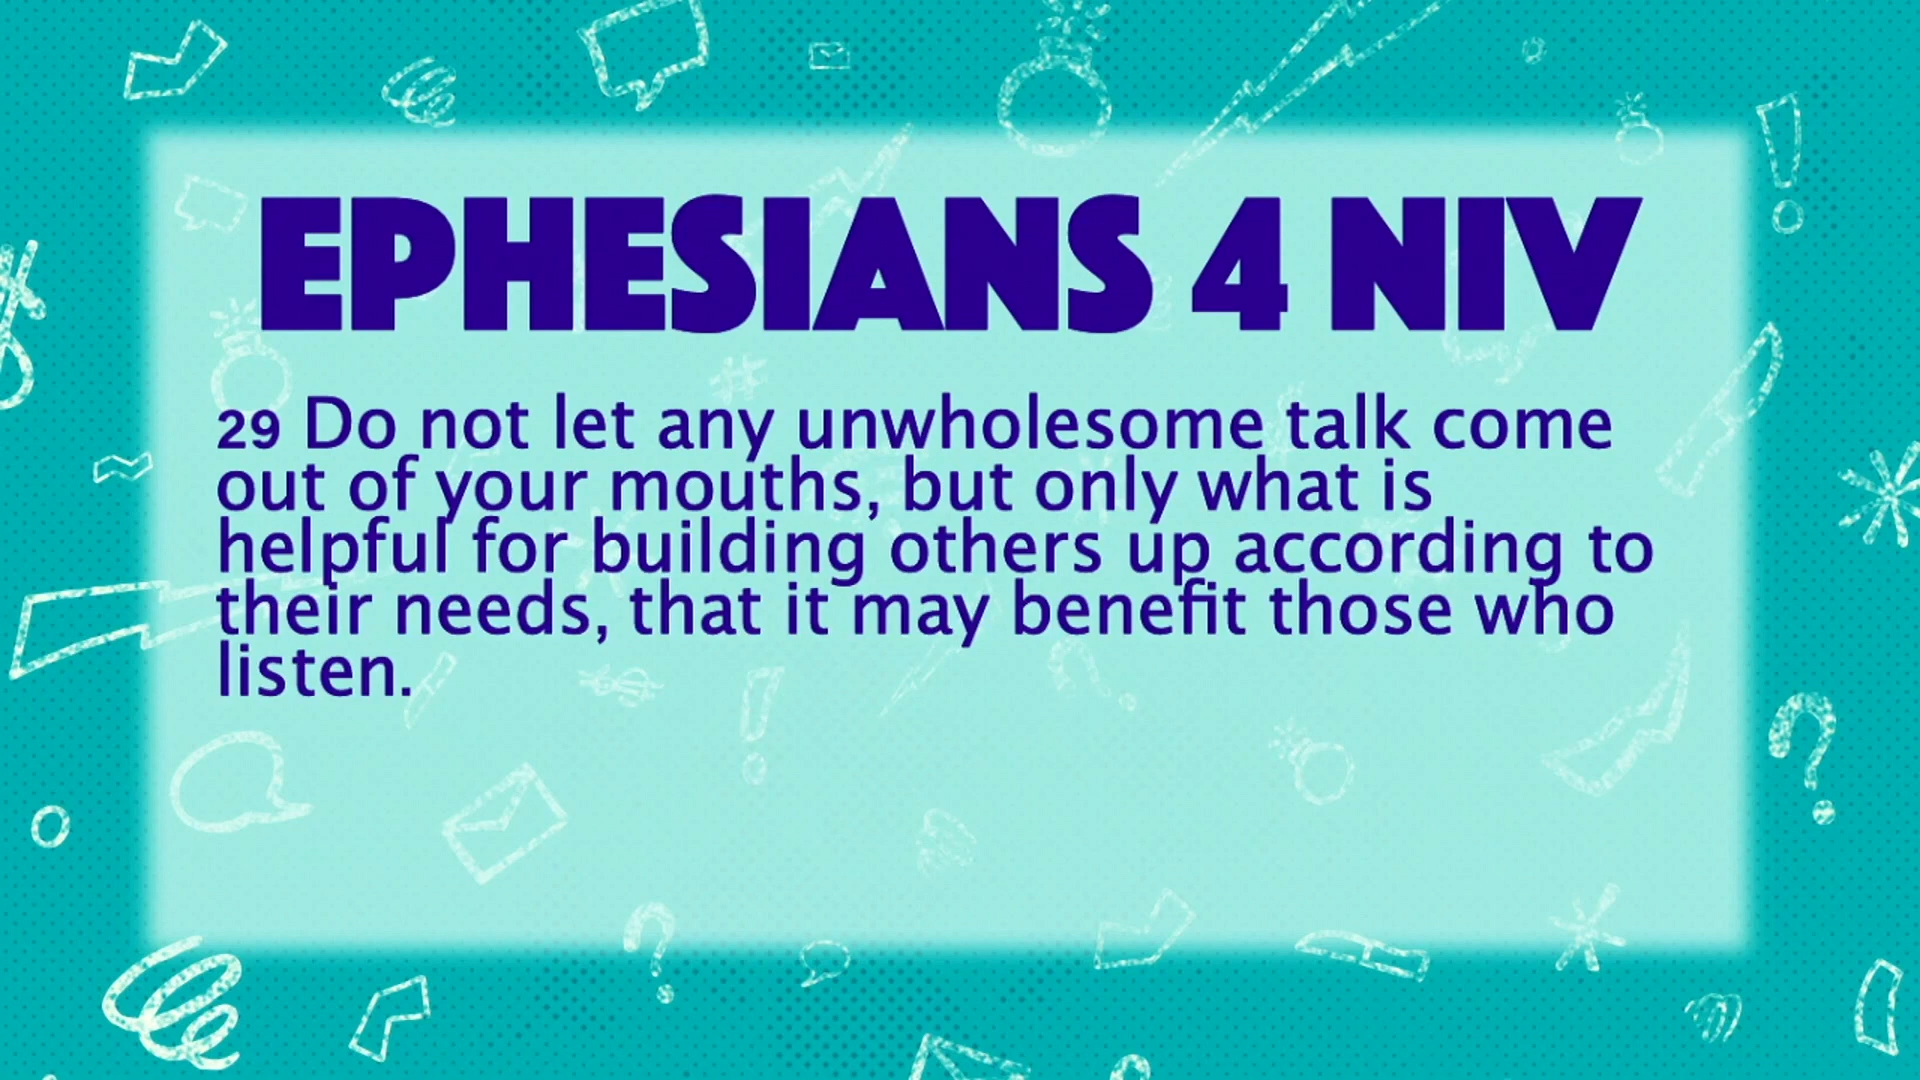 EPHESIANS 4 NIV
29 Do not let any unwholesome talk come
out of your mouths, but only what is
helpful for building others up according to
their needs, that it may benefit those who
listen.